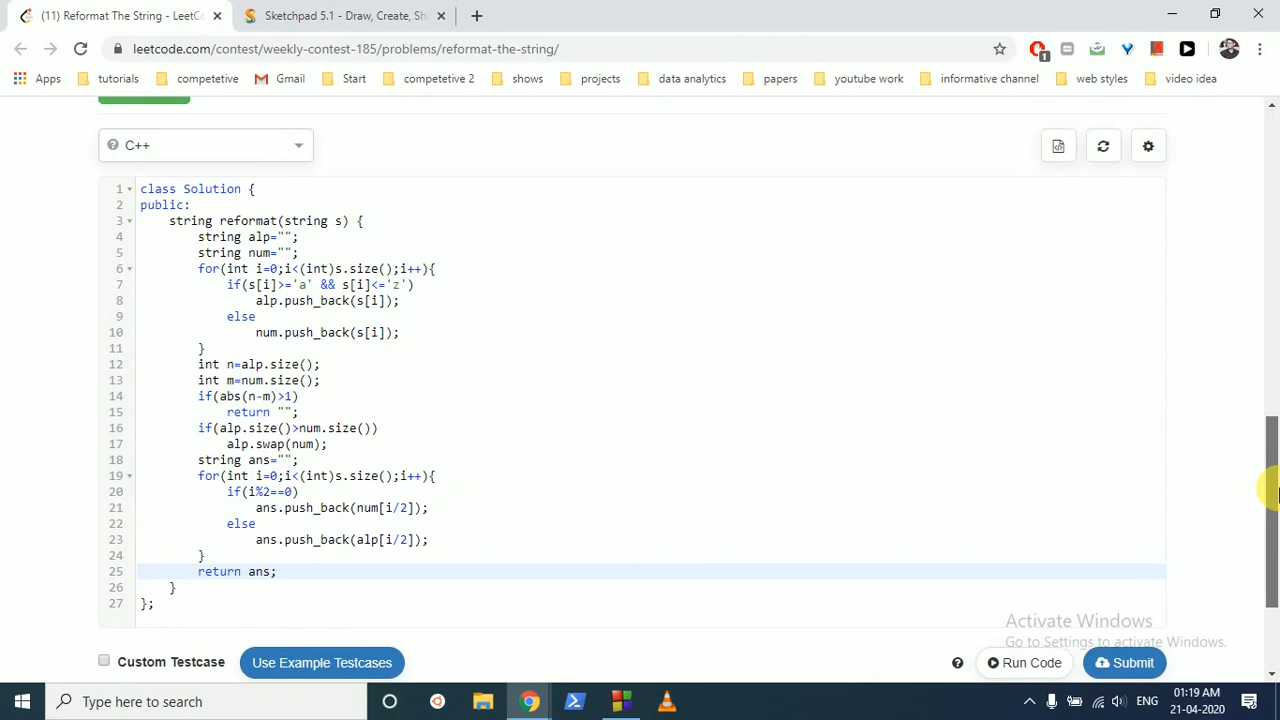 (11) Reformat The String - LeetCo
Sketchpad 5.1 - Draw, Create, Sh
leetcode.com/contest/weekly-contest-185/problems/reformat-the-string/
1
Apps tutorials competetive Gmail Start competetive 2 shows projects data analytics papers youtube work informative channel web styles video idea
C++
1 class Solution {
2 public:
3 string reformat(string s) {
4 string alp="";
5 string num="";
6 for(int i=0;i<(int)s.size();i++){
7 if(s[i]>='a' && s[i]<='z')
8 alp.push_back(s[i]);
9 else
10 num.push_back(s[i]);
11 }
12 int n=alp.size();
13 int m=num.size();
14 if(abs(n-m)>1)
15 return "";
16 if(alp.size()>num.size())
17 alp.swap(num);
18 string ans="";
19 for(int i=0;i<(int)s.size();i++){
20 if(i%2==0)
21 ans.push_back(num[i/2]);
22 else
23 ans.push_back(alp[i/2]);
24 }
25 return ans;
26 }
27 };
Activate Windows
Go to Settings to activate Windows.
Custom Testcase Use Example Testcases ? Run Code Submit
Type here to search
ENG
01:19 AM
21-04-2020